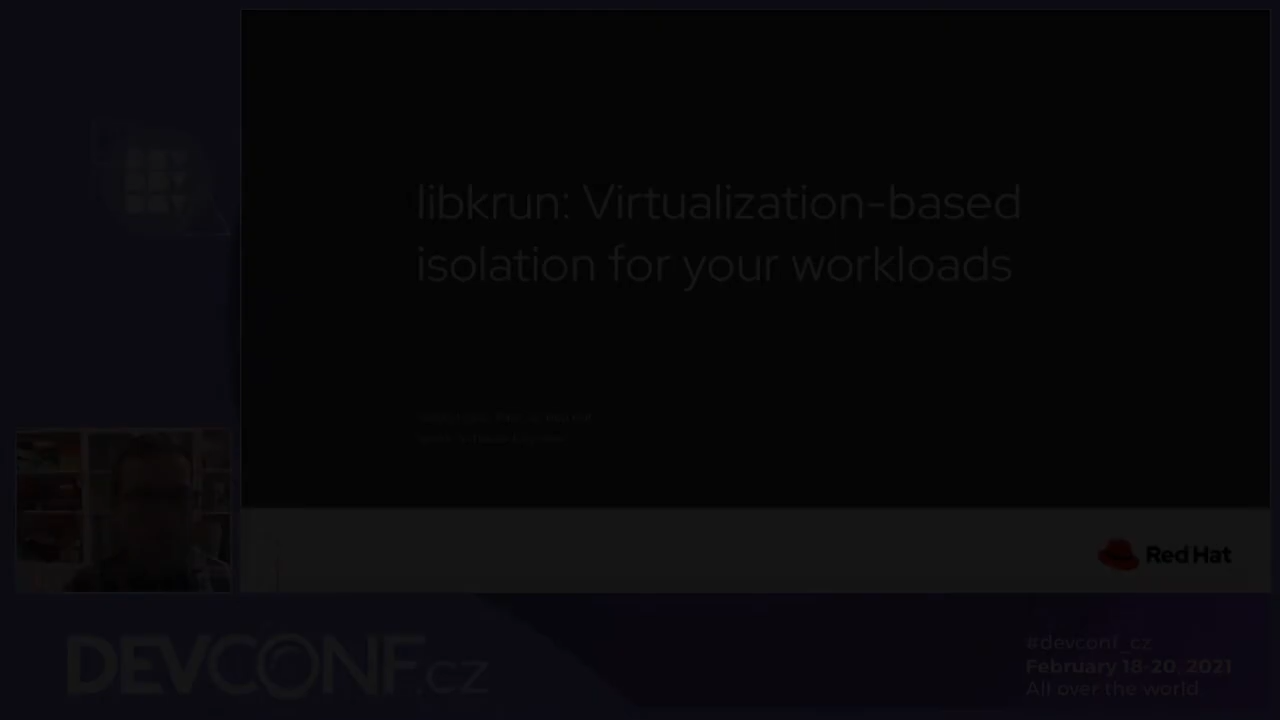 libkrun: Virtualization-based
isolation for your workloads
Red Hat
DEVCONF.cz
#devconf_cz
February 18-20, 2021
All over the world